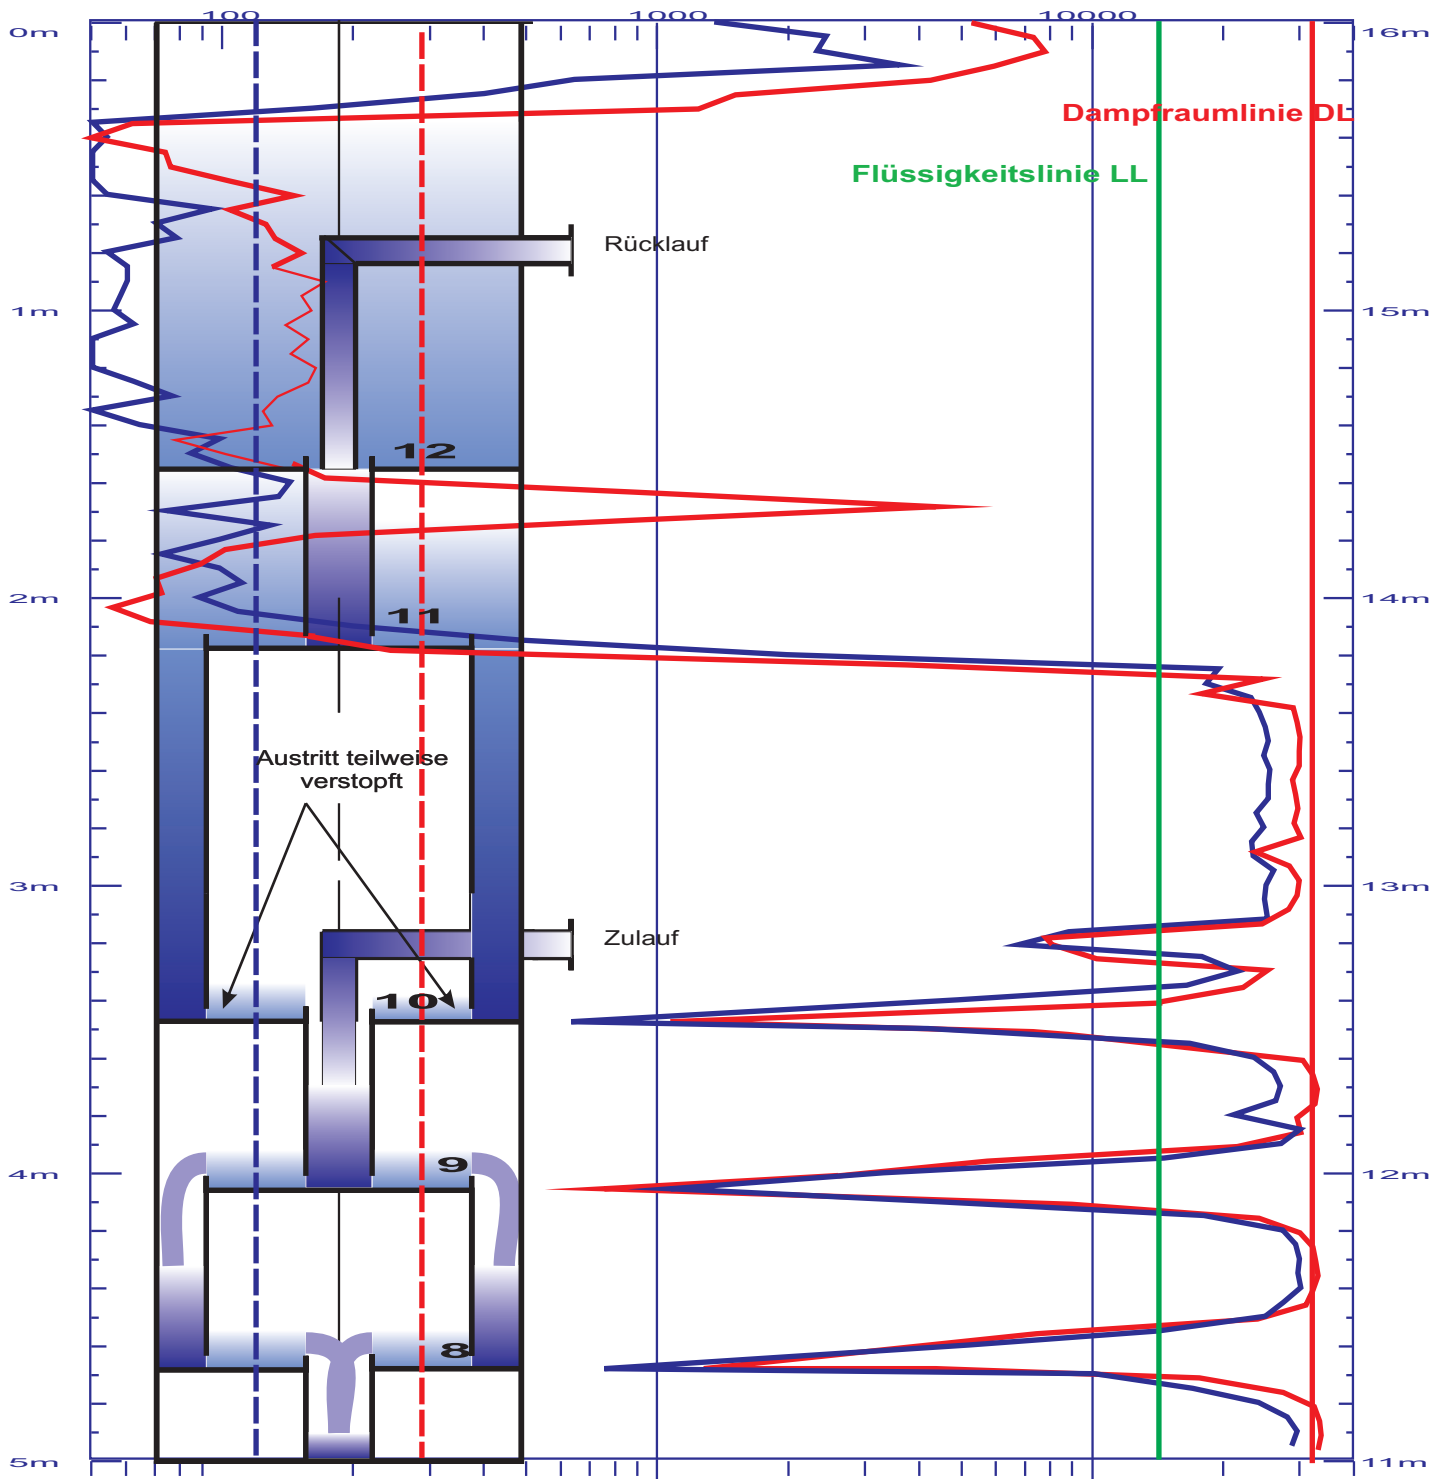 100
1000
10000
0m
16m
Dampfraumlinie DL
Flüssigkeitslinie LL
Rücklauf
1m
15m
12
2m
14m
11
Austritt teilweise
verstopft
3m
13m
Zulauf
10
9
4m
12m
8
5m
11m